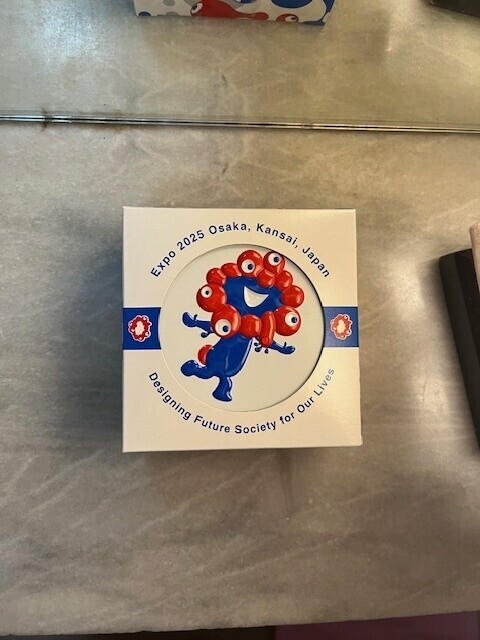 Expo 2025 Osaka, Kansai, Japan
Designing Future Society for Our Lives